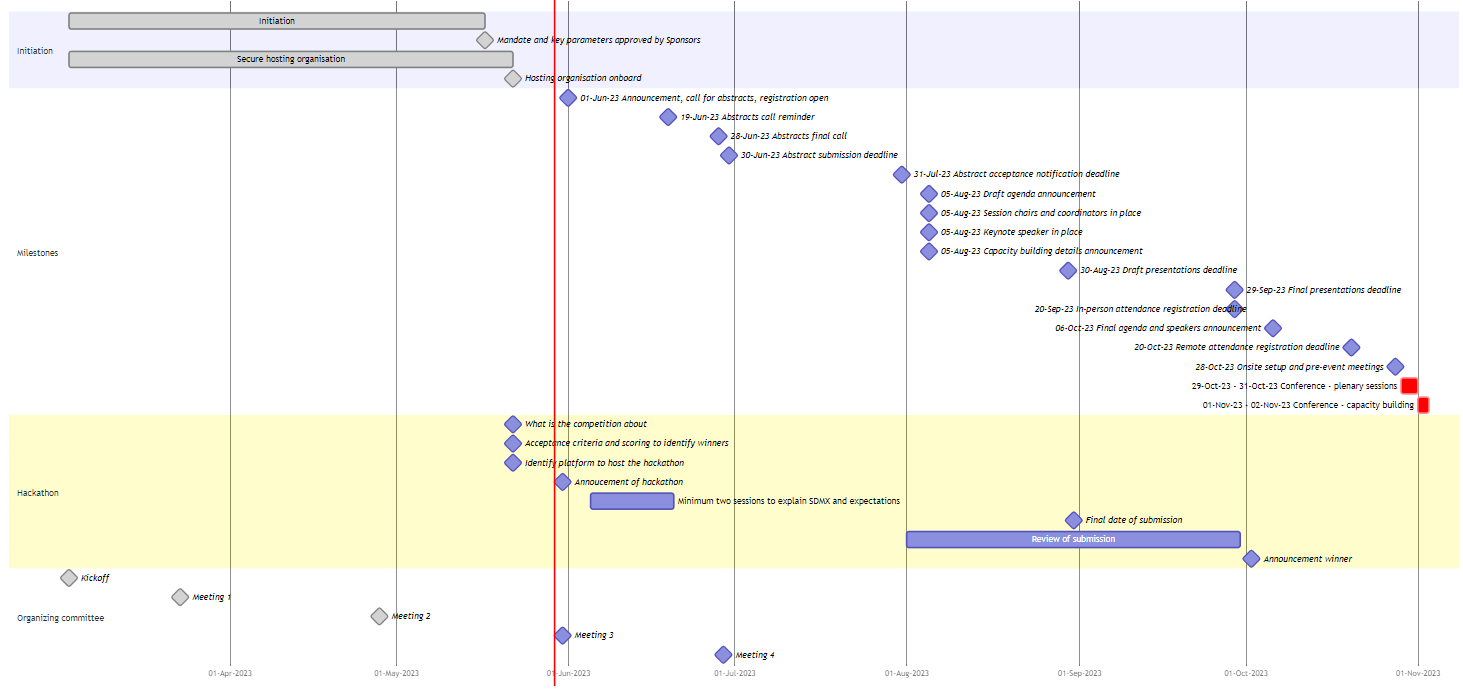 Initiation
Initiation
Mandate and key parameters approved by Sponsors
Secure hosting organisation
Hosting organisation onboard
Milestones
01-Jun-23 Announcement, call for abstracts, registration open
19-Jun-23 Abstracts call reminder
28-Jun-23 Abstracts final call
30-Jun-23 Abstract submission deadline
31-Jul-23 Abstract acceptance notification deadline
05-Aug-23 Draft agenda announcement
05-Aug-23 Session chairs and coordinators in place
05-Aug-23 Keynote speaker in place
05-Aug-23 Capacity building details announcement
30-Aug-23 Draft presentations deadline
29-Sep-23 Final presentations deadline
20-Sep-23 In-person attendance registration deadline
06-Oct-23 Final agenda and speakers announcement
20-Oct-23 Remote attendance registration deadline
28-Oct-23 Onsite setup and pre-event meetings
29-Oct-23 - 31-Oct-23 Conference - plenary sessions
01-Nov-23 - 02-Nov-23 Conference - capacity building
Hackathon
What is the competition about
Acceptance criteria and scoring to identify winners
Identify platform to host the hackathon
Annoucement of hackathon
Minimum two sessions to explain SDMX and expectations
Final date of submission
Review of submission
Announcement winner
Organizing committee
Kickoff
Meeting 1
Meeting 2
Meeting 3
Meeting 4
01-Apr-2023
01-May-2023
01-Jun-2023
01-Jul-2023
01-Aug-2023
01-Sep-2023
01-Oct-2023
01-Nov-2023